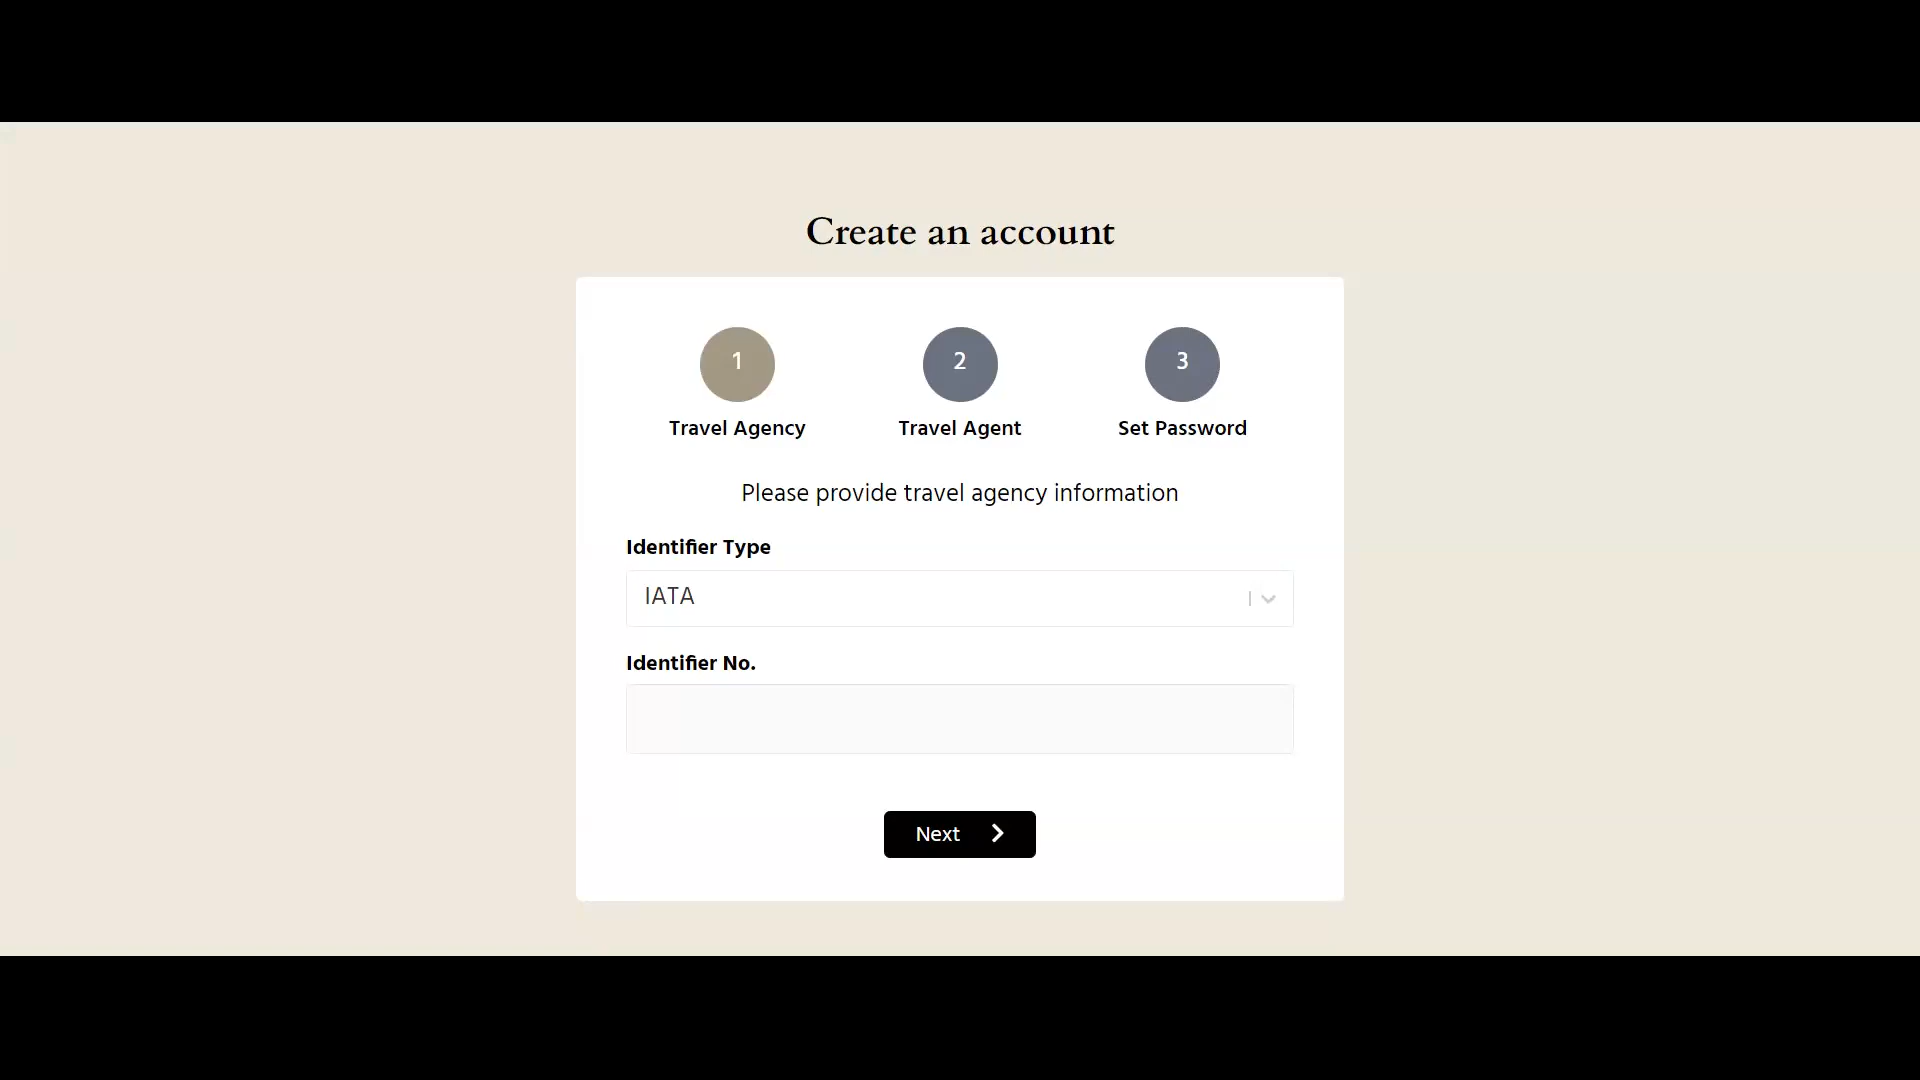 Create an account
1
2
3
Travel Agency
Travel Agent
Set Password
Please provide travel agency information
Identifier Type
IATA
Identifier No.
Next